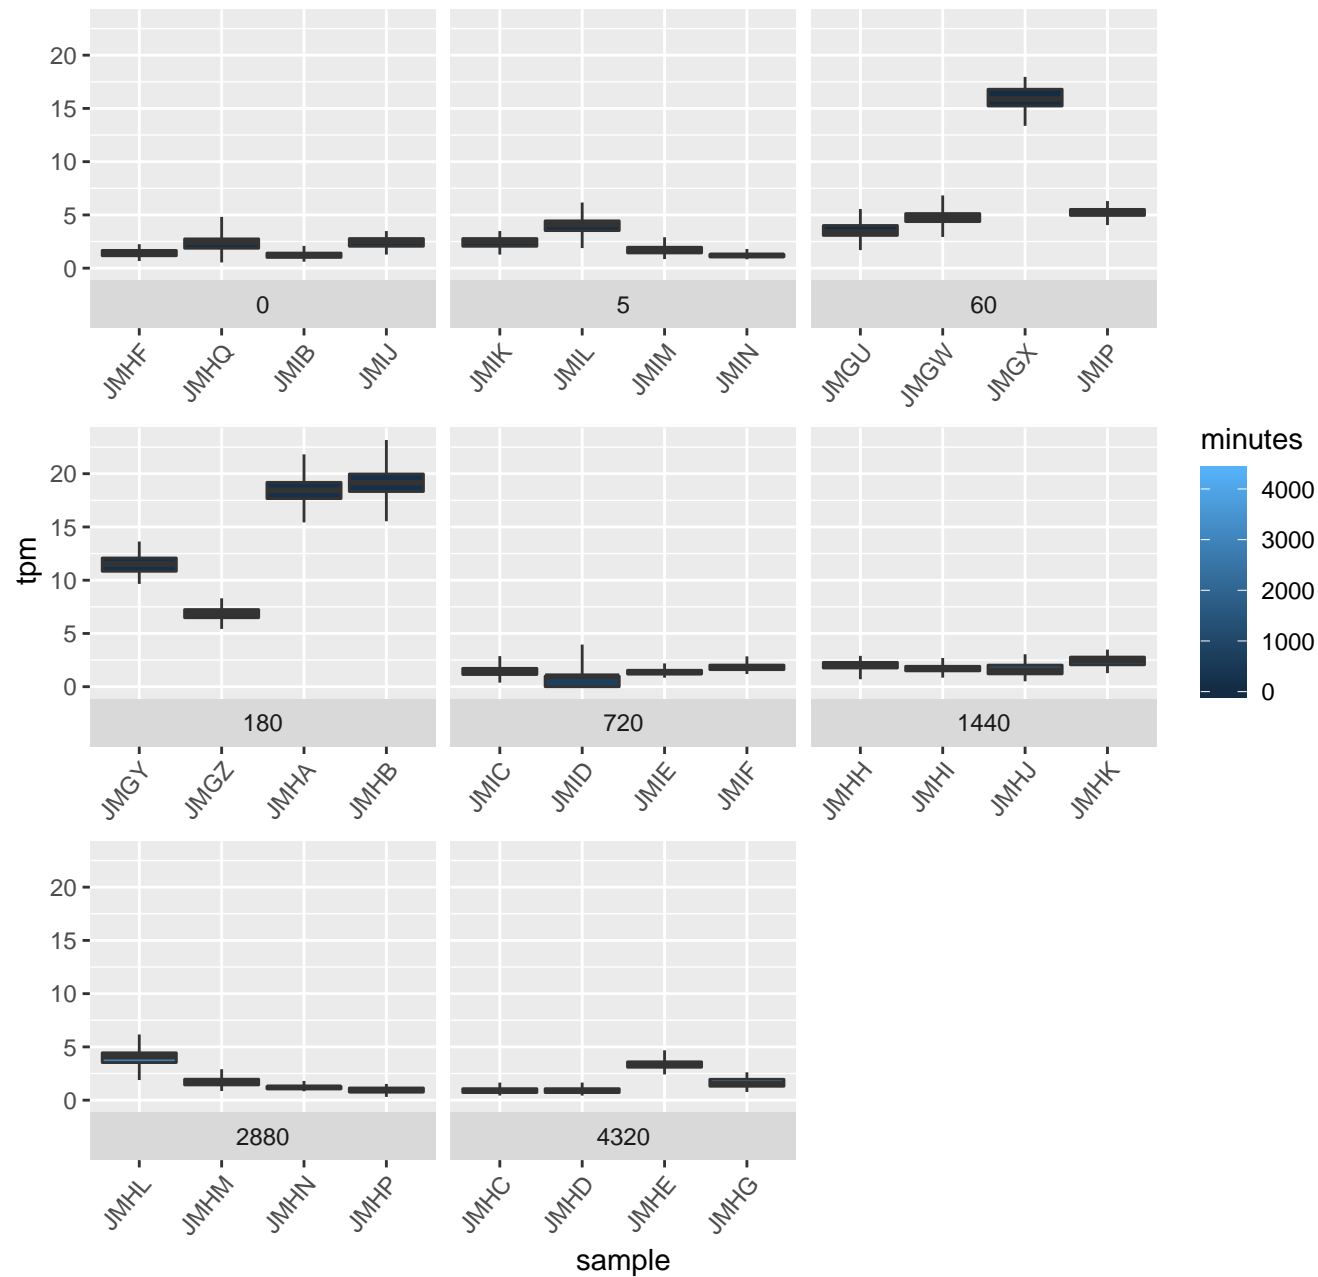 20
15
10
5
0
0
5
60
JMHF JMHQ JMIB JMIJ
JMIK JMIL JMIM JMIN
JMGU JMGW JMGX JMIP
tpm
20
15
10
5
0
180
720
1440
JMGY JMGZ JMHA JMHB
JMIC JMID JMIE JMIF
JMHH JMHI JMHJ JMHK
20
15
10
5
0
2880
4320
JMHL JMHM JMHN JMHP
JMHC JMHD JMHE JMHG
sample
minutes
4000
3000
2000
1000
0